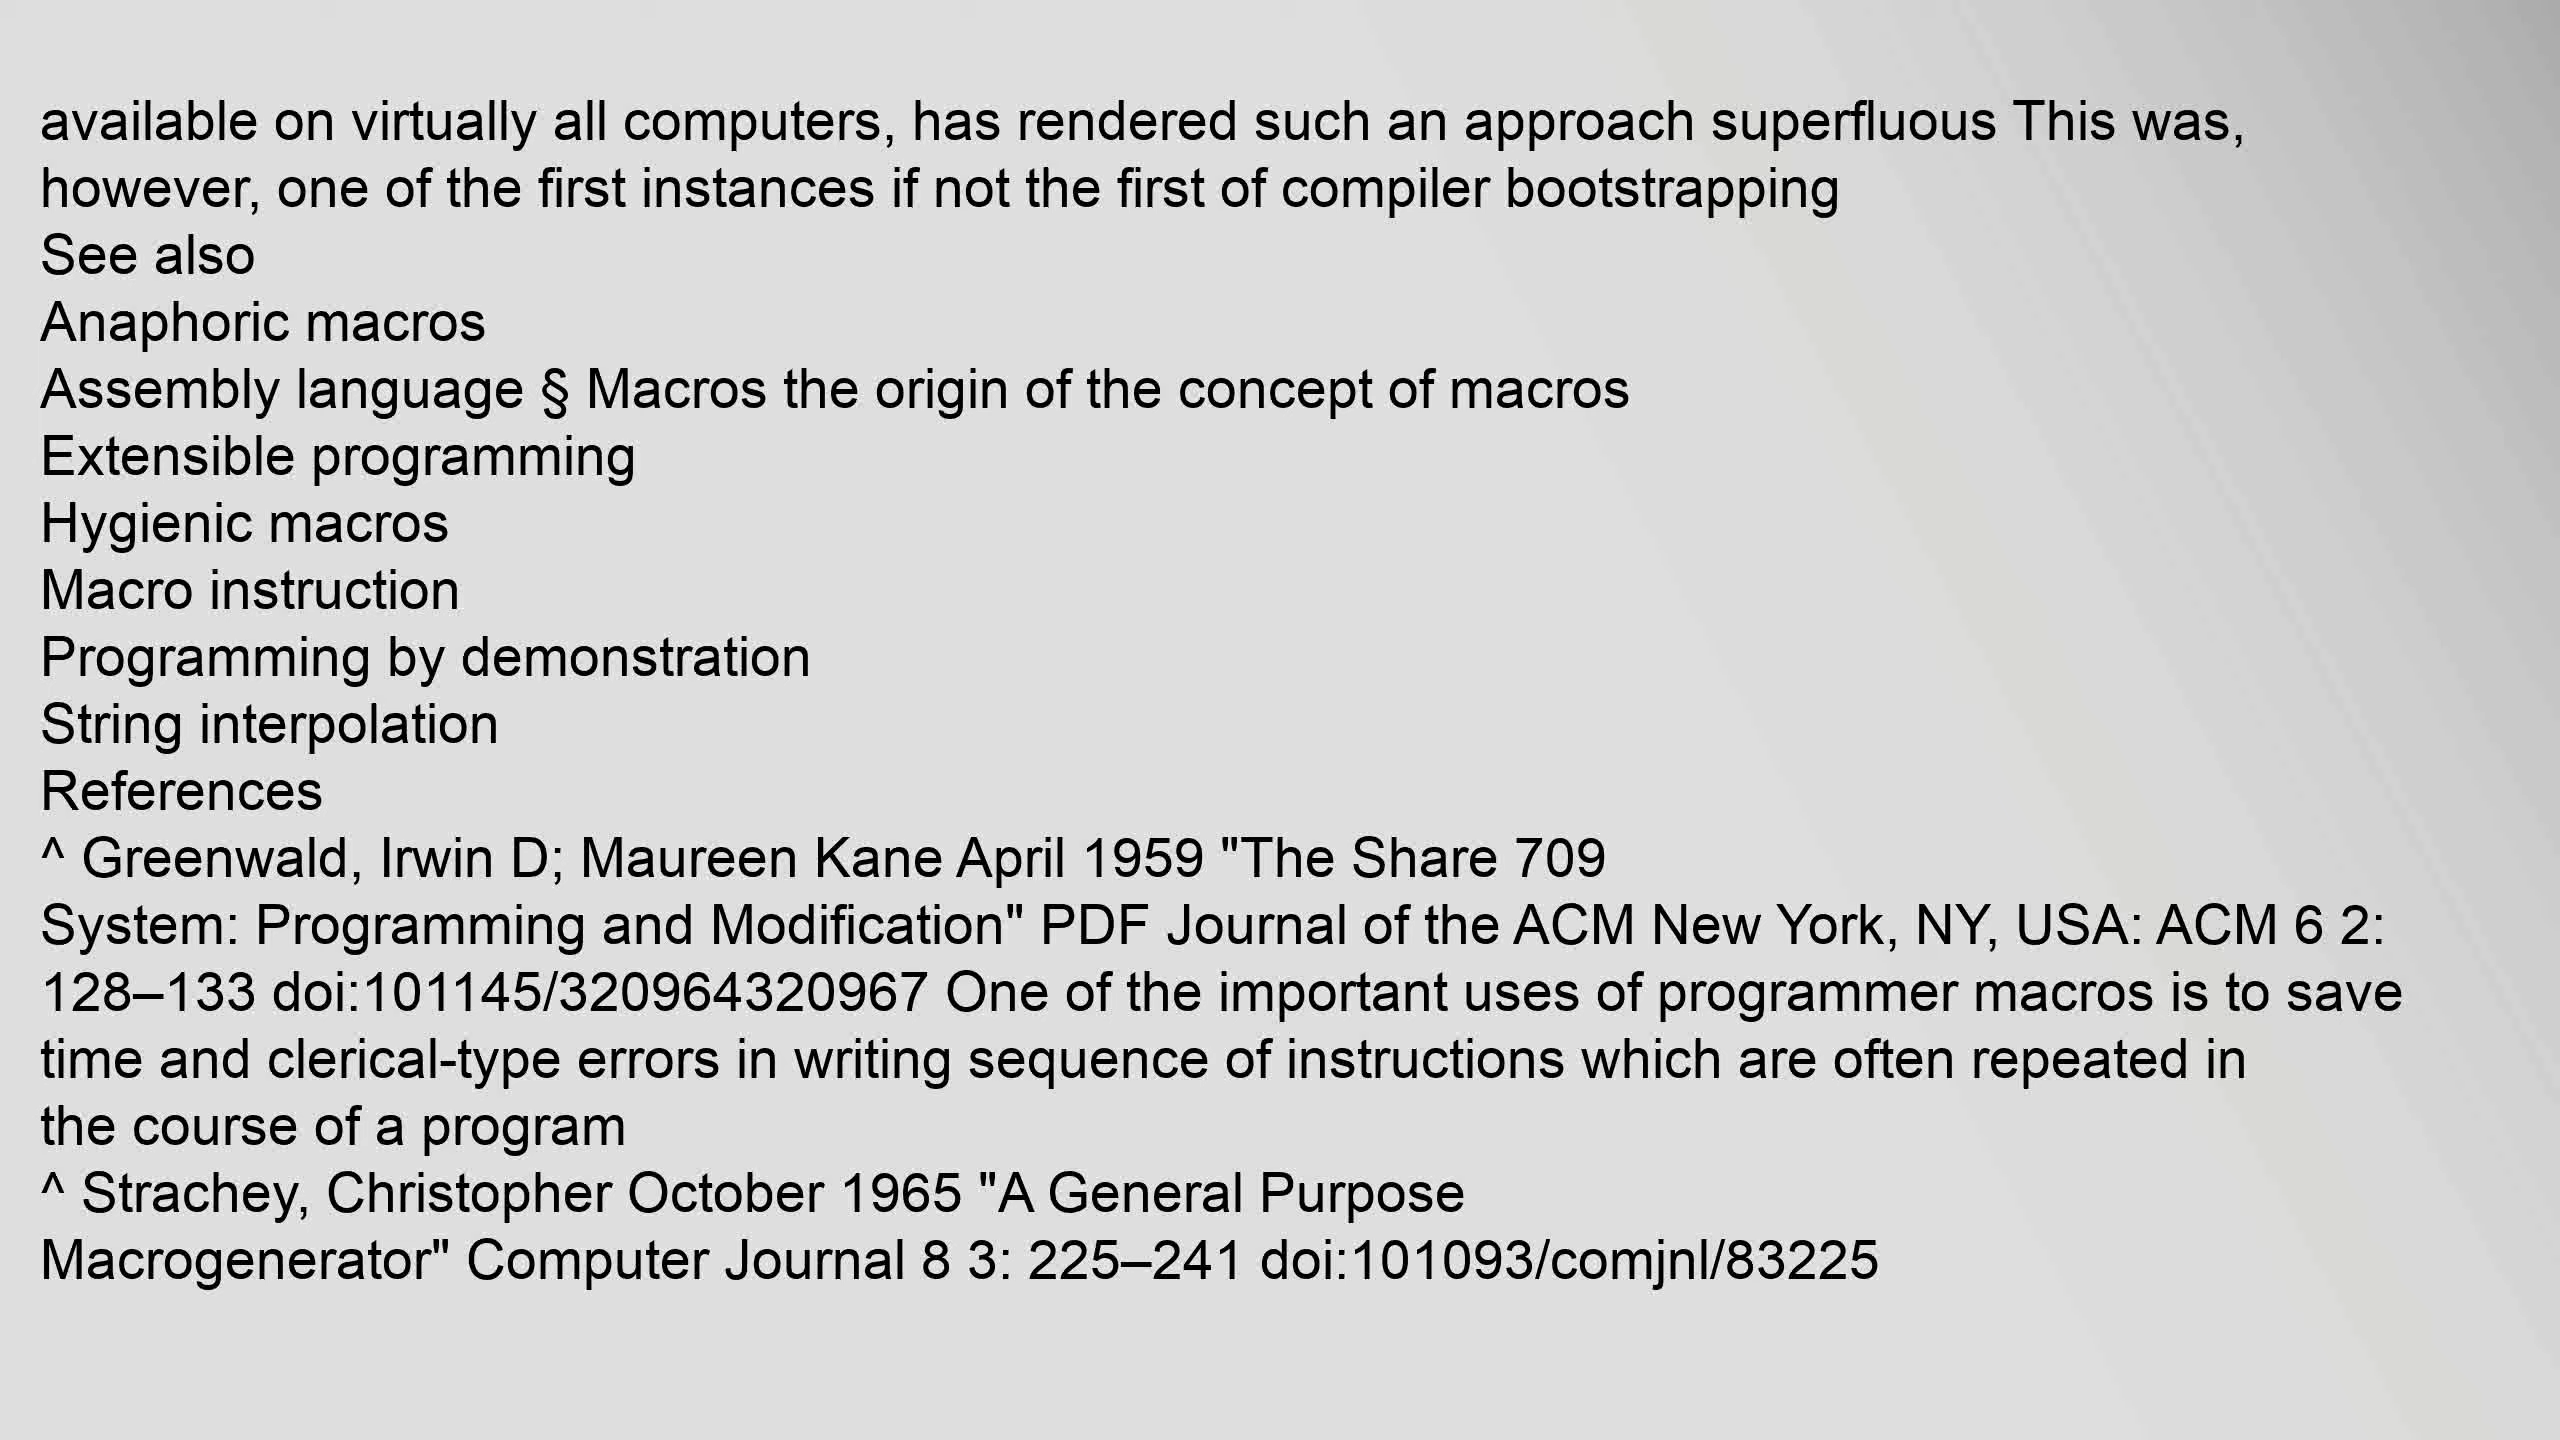 available on virtually all computers, has rendered such an approach superfluous This was,
however, one of the first instances if not the first of compiler bootstrapping
See also
Anaphoric macros
Assembly language § Macros the origin of the concept of macros
Extensible programming
Hygienic macros
Macro instruction
Programming by demonstration
String interpolation
References
^ Greenwald, Irwin D; Maureen Kane April 1959 "The Share 709
System: Programming and Modification" PDF Journal of the ACM New York, NY, USA: ACM 6 2:
128–133 doi:101145/320964320967 One of the important uses of programmer macros is to save
time and clerical-type errors in writing sequence of instructions which are often repeated in
the course of a program
^ Strachey, Christopher October 1965 "A General Purpose
Macrogenerator" Computer Journal 8 3: 225–241 doi:101093/comjnl/83225